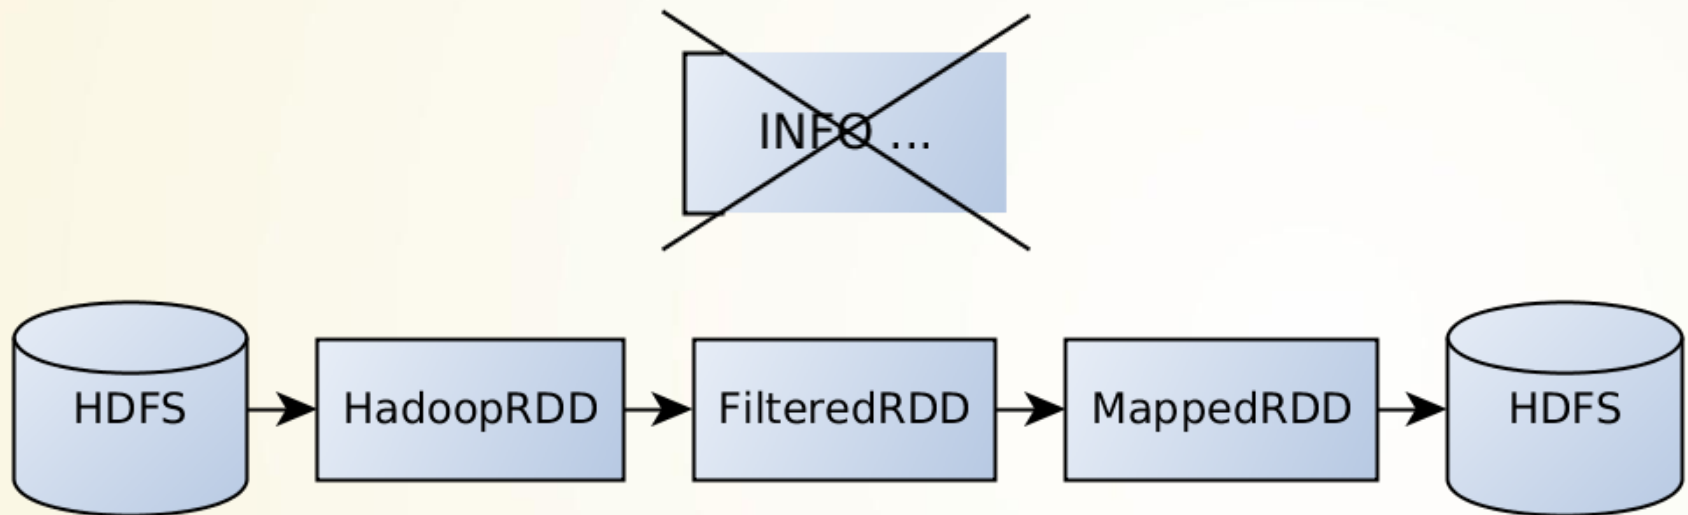 INFO ...
HDFS
HadoopRDD
FilteredRDD
MappedRDD
HDFS